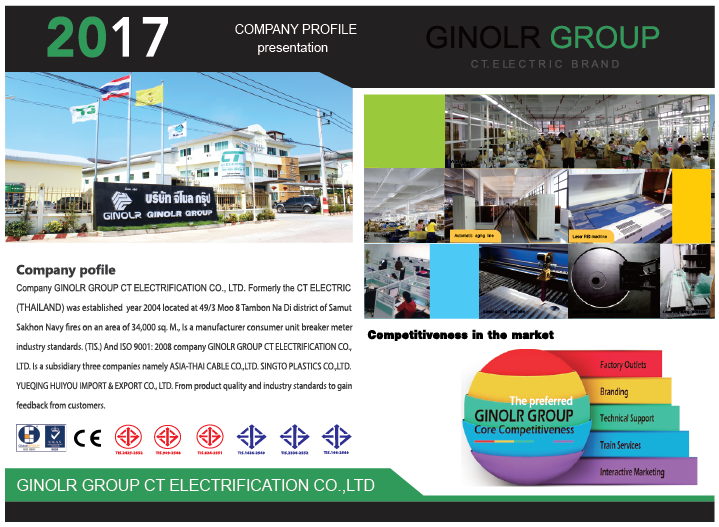 2017
COMPANY PROFILE
presentation
GINOLR GROUP
CT.ELECTRIC BRAND
บริษัท จีโนล กรุ๊ป
GINOLR GINOLR GROUP
CT
Automatic aging line
Laser PID machine
Company pofile
Company GINOLR GROUP CT ELECTRIFICATION CO., LTD. Formerly the CT ELECTRIC
(THAILAND) was established year 2004 located at 49/3 Moo 8 Tambon Na Di district of Samut
Sakhon Navy fires on an area of 34,000 sq. M., Is a manufacturer consumer unit breaker meter
industry standards. (TIS.) And ISO 9001: 2008 company GINOLR GROUP CT ELECTRIFICATION CO.,
LTD. Is a subsidiary three companies namely ASIA-THAI CABLE CO.,LTD. SINGTO PLASTICS CO.,LTD.
YUEQING HUIYOU IMPORT & EXPORT CO., LTD. From product quality and industry standards to gain
feedback from customers.
CE
Competitiveness in the market
The preferred
GINOLR GROUP
Core Competitiveness
Factory Outlets
Branding
Technical Support
Train Services
Interactive Marketing
GINOLR GROUP CT ELECTRIFICATION CO.,LTD